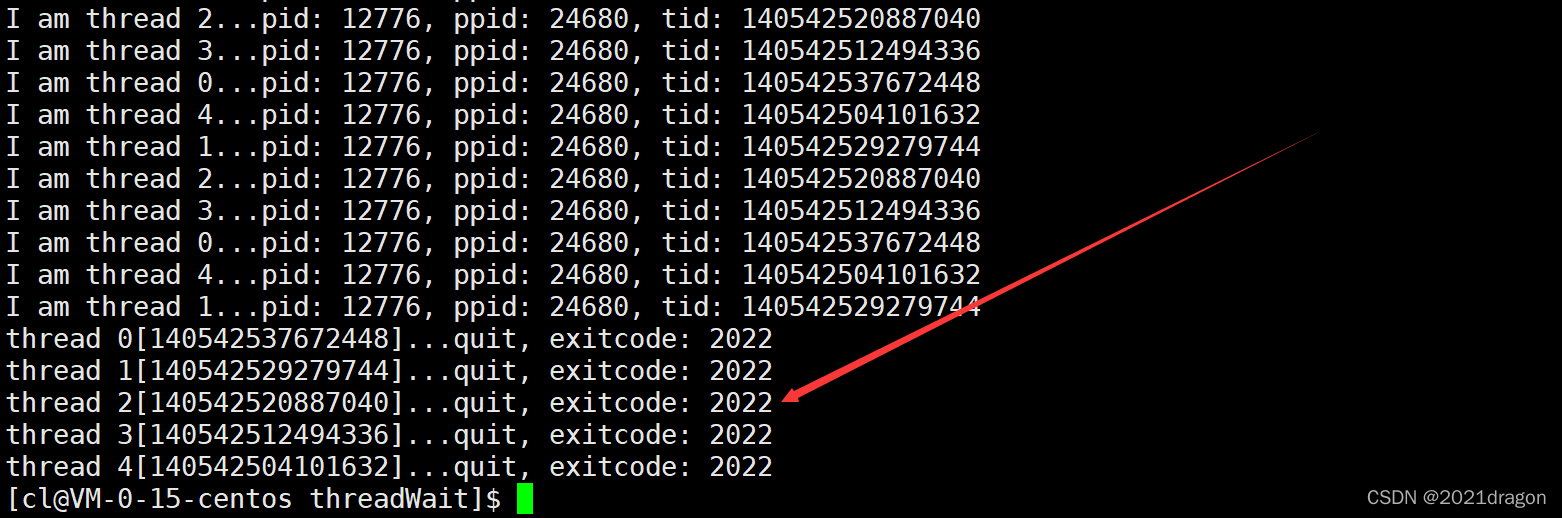 I am thread 2...pid: 12776, ppid: 24680, tid: 140542520887040
I am thread 3...pid: 12776, ppid: 24680, tid: 140542512494336
I am thread 0...pid: 12776, ppid: 24680, tid: 140542537672448
I am thread 4...pid: 12776, ppid: 24680, tid: 140542504101632
I am thread 1...pid: 12776, ppid: 24680, tid: 140542529279744
I am thread 2...pid: 12776, ppid: 24680, tid: 140542520887040
I am thread 3...pid: 12776, ppid: 24680, tid: 140542512494336
I am thread 0...pid: 12776, ppid: 24680, tid: 140542537672448
I am thread 4...pid: 12776, ppid: 24680, tid: 140542504101632
I am thread 1...pid: 12776, ppid: 24680, tid: 140542529279744
thread 0[140542537672448]...quit, exitcode: 2022
thread 1[140542529279744]...quit, exitcode: 2022
thread 2[140542520887040]...quit, exitcode: 2022
thread 3[140542512494336]...quit, exitcode: 2022
thread 4[140542504101632]...quit, exitcode: 2022
[cl@VM-0-15-centos threadWait]$
CSDN @2021dragon